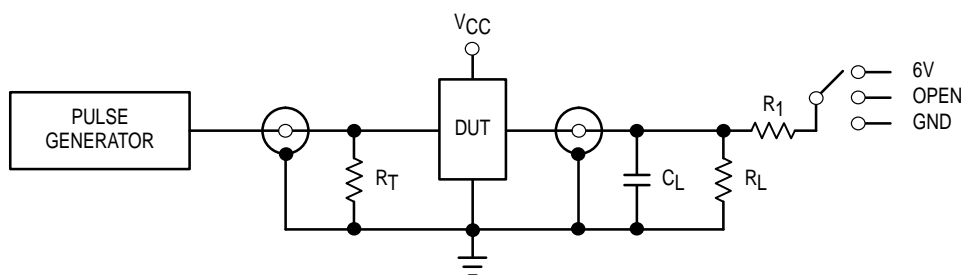 VCC
PULSE
GENERATOR
DUT
RT
CL
RL
R1
6V
OPEN
GND